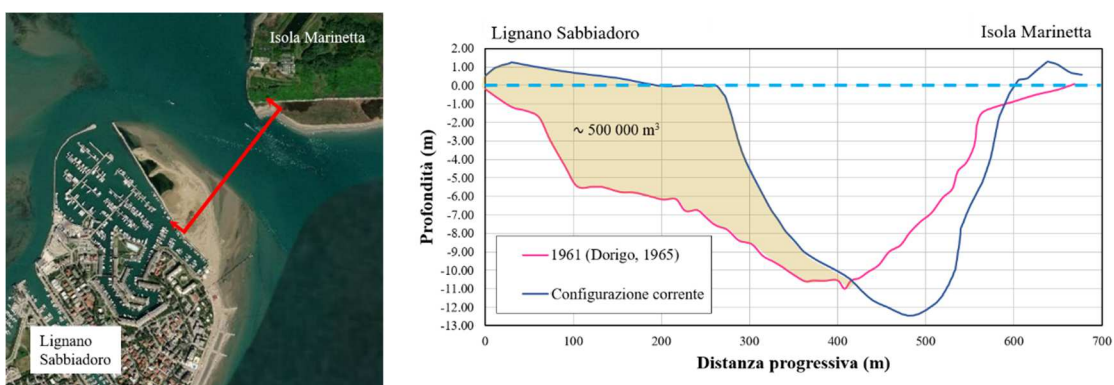 Isola Marinetta
Lignano
Sabbiadoro
Lignano Sabbiadoro
Isola Marinetta
2.00
1.00
0.00
-1.00
-2.00
-3.00
-4.00
-5.00
-6.00
-7.00
-8.00
-9.00
-10.00
-11.00
-12.00
-13.00
Profondità (m)
~ 500 000 m³
1961 (Dorigo, 1965)
Configurazione corrente
0 100 200 300 400 500 600 700
Distanza progressiva (m)